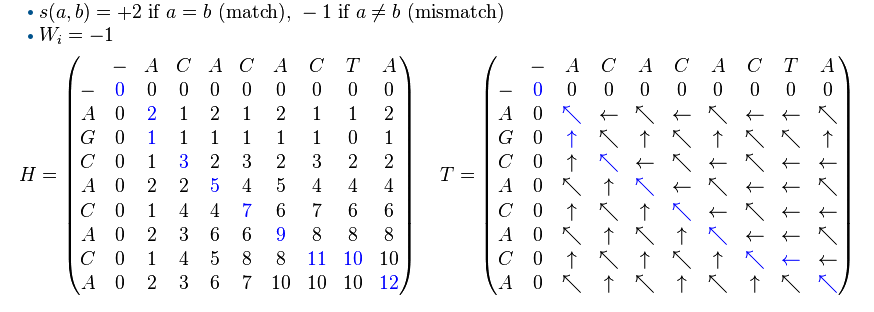 • s(a, b) = +2 if a = b (match), −1 if a ≠ b (mismatch)
• Wᵢ = −1
− A C A C A C T A − A C A C A C T A
− 0 0 0 0 0 0 0 0 0 − 0 0 0 0 0 0 0 0 0
A 0 2 1 2 1 2 1 1 2 A 0 ↖ ← ↖ ← ↖ ← ← ↖
G 0 1 1 1 1 1 1 0 1 G 0 ↑ ↖ ↑ ↖ ↑ ↖ ↖ ↑
C 0 1 3 2 3 2 3 2 2 C 0 ↑ ↖ ← ↖ ← ↖ ← ←
H = A 0 2 2 5 4 5 4 4 4 T = A 0 ↖ ↑ ↖ ← ↖ ← ← ↖
C 0 1 4 4 7 6 7 6 6 C 0 ↑ ↖ ↑ ↖ ← ↖ ← ←
A 0 2 3 6 6 9 8 8 8 A 0 ↖ ↑ ↖ ↑ ↖ ← ← ↖
C 0 1 4 5 8 8 11 10 10 C 0 ↑ ↖ ↑ ↖ ↑ ↖ ← ←
A 0 2 3 6 7 10 10 10 12 A 0 ↖ ↑ ↖ ↑ ↖ ↑ ↖ ↖